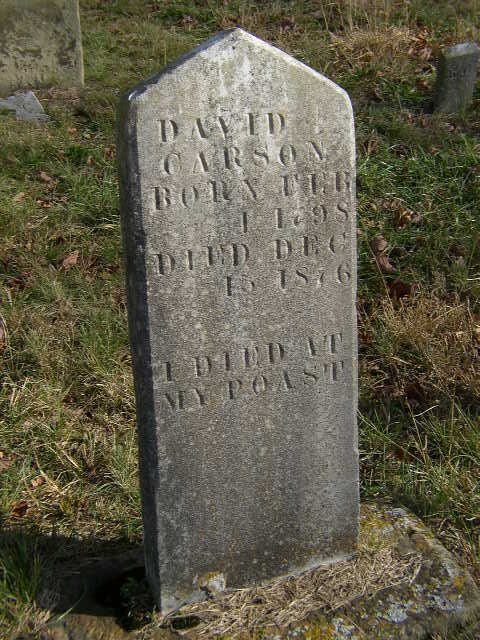 DAVID
CARSON
BORN FEB
1 1798
DIED DEC
15 1876
I DIED AT
MY POAST